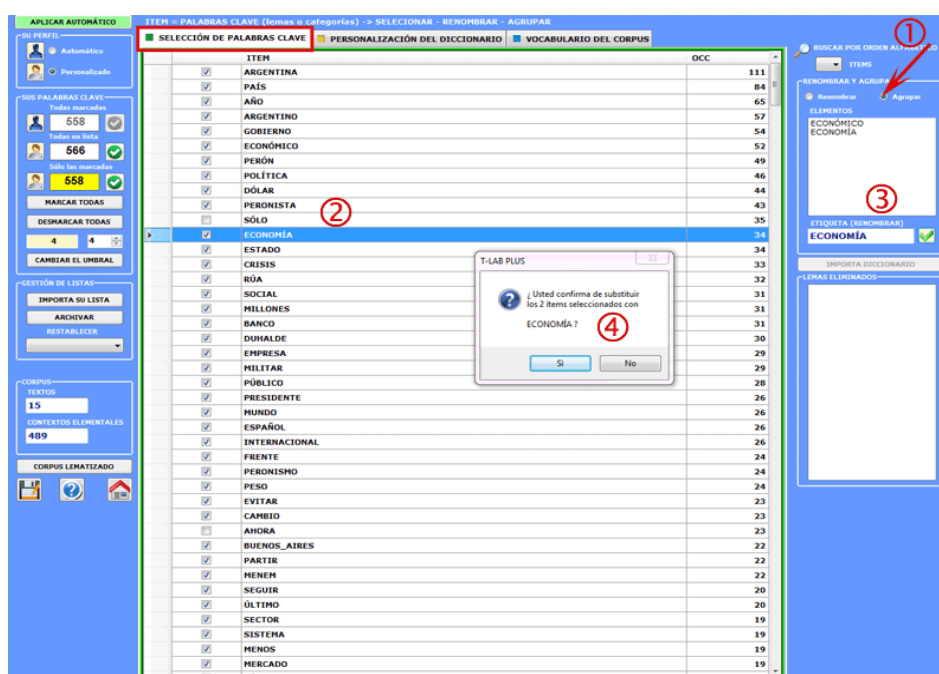 APLICAR AUTOMÁTICO
ITEM = PALABRAS CLAVE (lemas o categorías) -> SELECIONAR - RENOMBRAR - AGRUPAR
SU PERFIL
Automático
Personalizado
SUS PALABRAS CLAVE
Todas marcadas
558
Todas en lista
566
Sólo las marcadas
558
MARCAR TODAS
DESMARCAR TODAS
4 4
CAMBIAR EL UMBRAL
GESTIÓN DE LISTAS
IMPORTA SU LISTA
ARCHIVAR
RESTABLECER
CORPUS
TEXTOS
15
CONTEXTOS ELEMENTALES
489
CORPUS LEMATIZADO
SELECCIÓN DE PALABRAS CLAVE PERSONALIZACIÓN DEL DICCIONARIO VOCABULARIO DEL CORPUS
ITEM OCC
ARGENTINA 111
PAÍS 84
AÑO 65
ARGENTINO 57
GOBIERNO 54
ECONÓMICO 52
PERÓN 49
POLÍTICA 46
DÓLAR 44
PERONISTA 43
2
SÓLO 35
ECONOMÍA 34
ESTADO 34
CRISIS 33
RÚA 32
SOCIAL 31
MILLONES 31
BANCO 31
DUHALDE 30
EMPRESA 29
MILITAR 29
PÚBLICO 28
PRESIDENTE 26
MUNDO 26
ESPAÑOL 26
INTERNACIONAL 26
FRENTE 24
PERONISMO 24
PESO 24
EVITAR 23
CAMBIO 23
AHORA 23
BUENOS_AIRES 22
PARTIR 22
MENEM 22
SEGUIR 20
ÚLTIMO 20
SECTOR 19
SISTEMA 19
MENOS 19
MERCADO 19
T-LAB PLUS
¿ Usted confirma de substituir
los 2 items seleccionados con
ECONOMÍA ?
4
Si No
1
BUSCAR POR ORDEN ALFABÉTICO
ITEMS
RENOMBRAR Y AGRUPAR
Renombrar Agrupar
ELEMENTOS
ECONÓMICO
ECONOMÍA
3
ETIQUETA (RENOMBRAR)
ECONOMÍA
IMPORTA DICCIONARIO
LEMAS ELIMINADOS